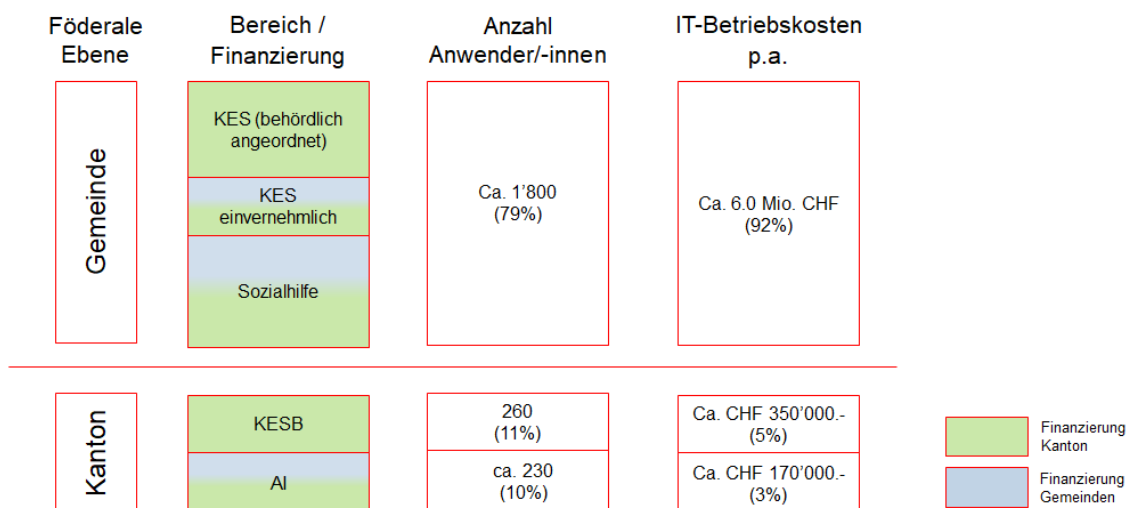 Föderale
Ebene
Bereich /
Finanzierung
Anzahl
Anwender/-innen
IT-Betriebskosten
p.a.
Gemeinde
KES (behördlich
angeordnet)
KES
einvernehmlich
Sozialhilfe
Ca. 1'800
(79%)
Ca. 6.0 Mio. CHF
(92%)
Kanton
KESB
260
(11%)
Ca. CHF 350'000.-
(5%)
AI
ca. 230
(10%)
Ca. CHF 170'000.-
(3%)
Finanzierung
Kanton
Finanzierung
Gemeinden